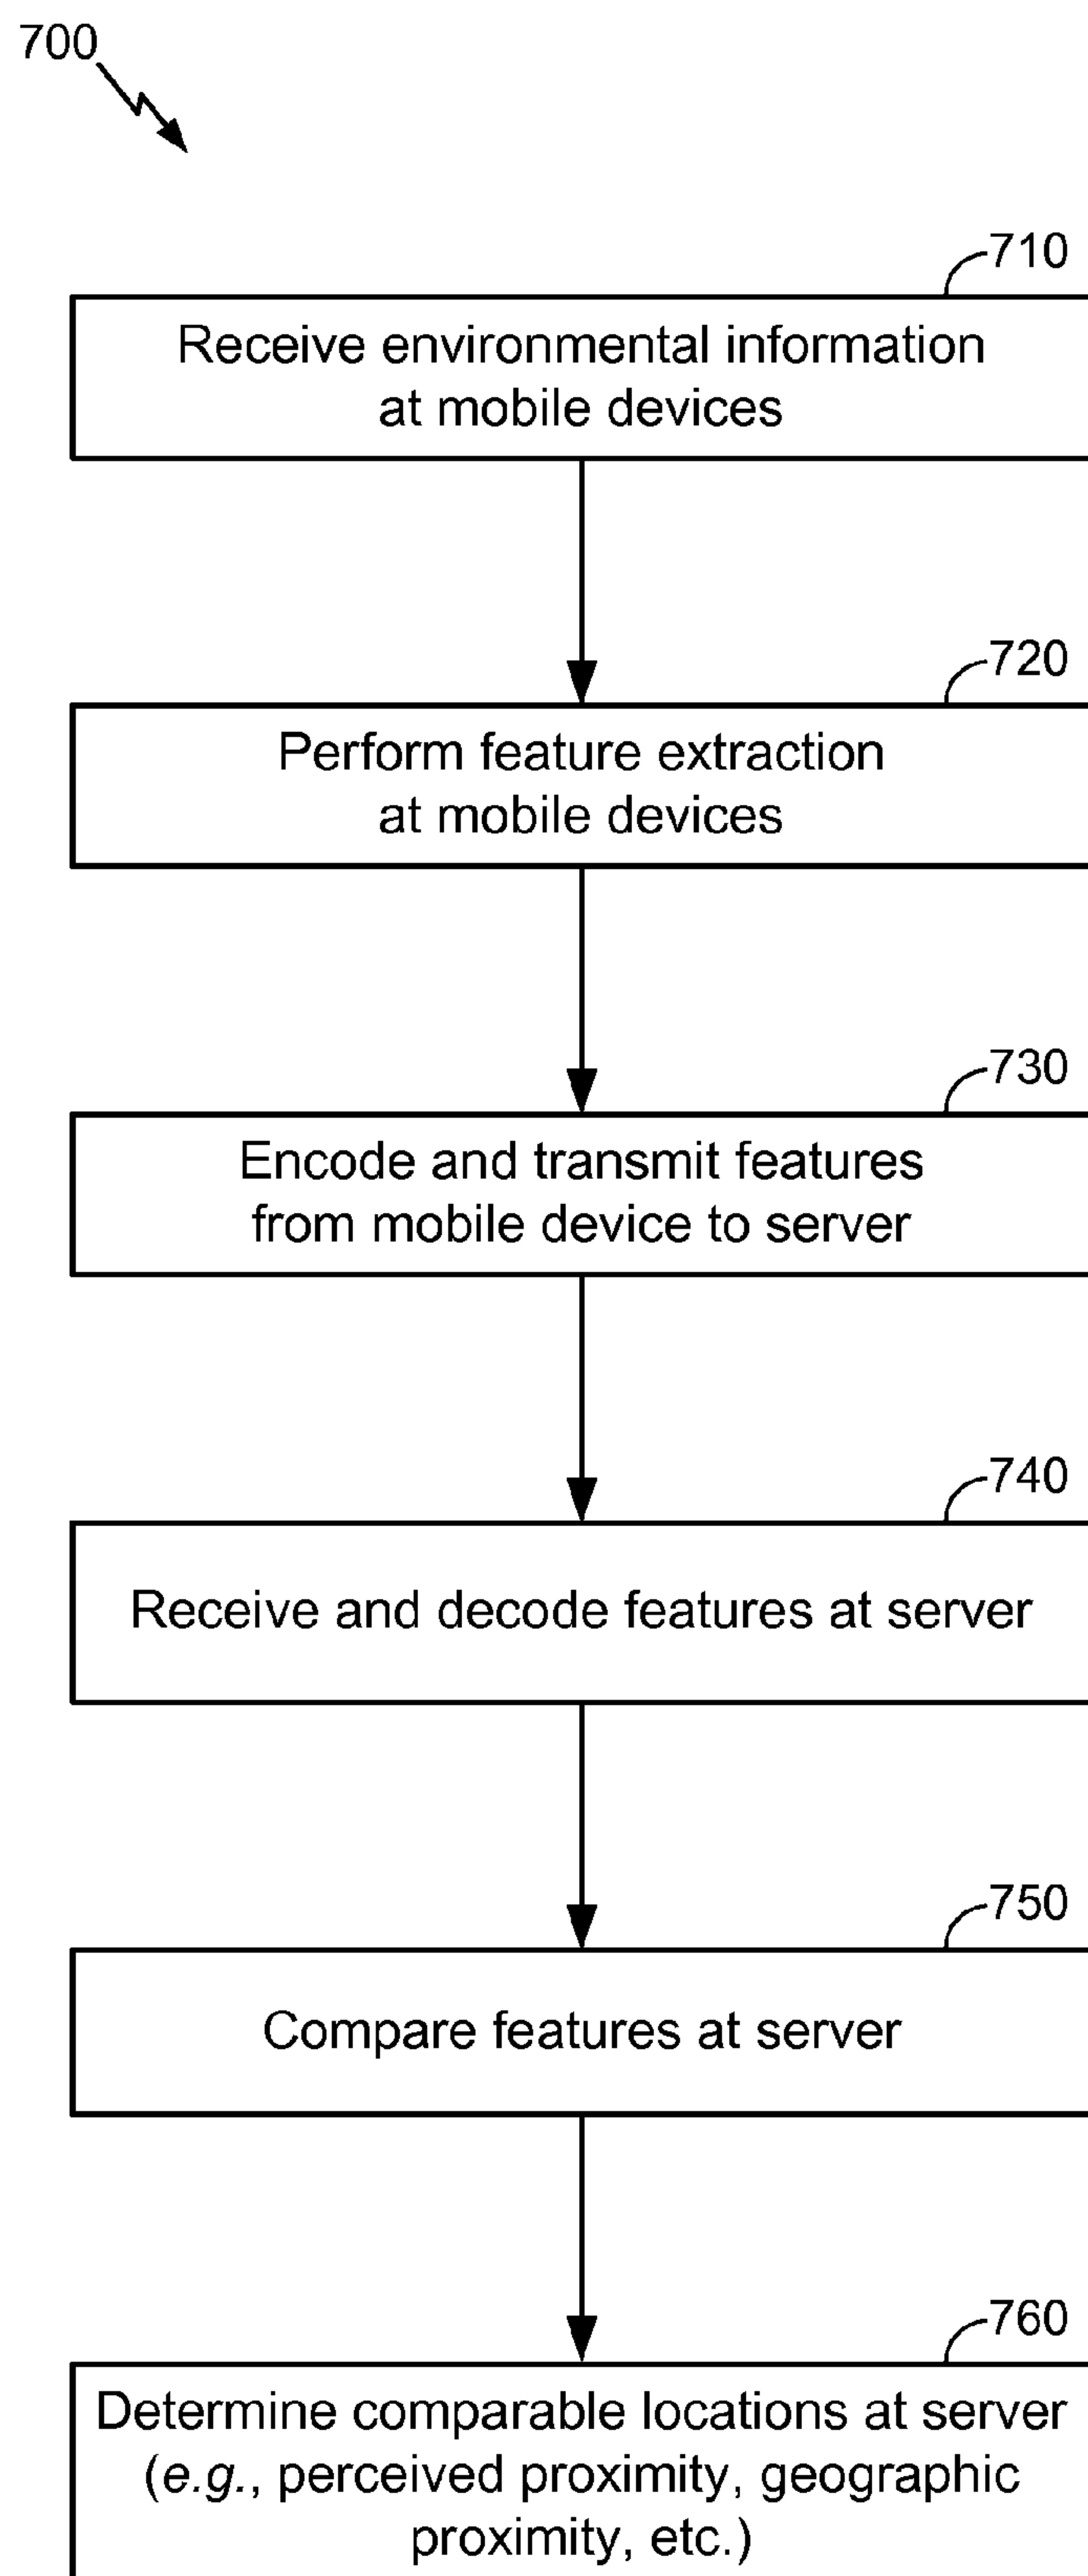 700
710
Receive environmental information
at mobile devices
720
Perform feature extraction
at mobile devices
730
Encode and transmit features
from mobile device to server
740
Receive and decode features at server
750
Compare features at server
760
Determine comparable locations at server
(e.g., perceived proximity, geographic
proximity, etc.)